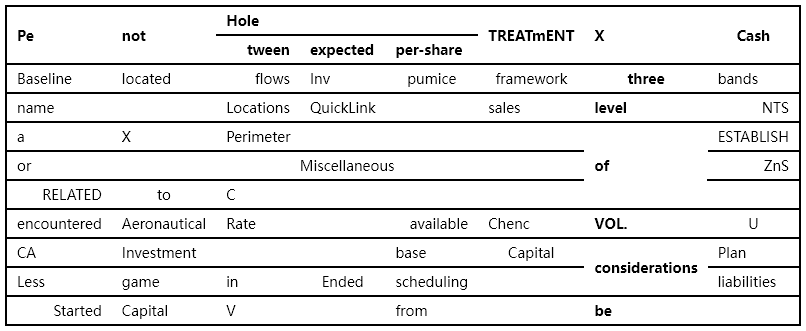 Pe not Hole TREATmENT X Cash
tween expected per-share
Baseline located flows Inv pumice framework three bands
name Locations QuickLink sales level NTS
a X Perimeter ESTABLISH
or Miscellaneous of ZnS
RELATED to C
encountered Aeronautical Rate available Chenc VOL. U
CA Investment base Capital considerations Plan
Less game in Ended scheduling liabilities
Started Capital V from be